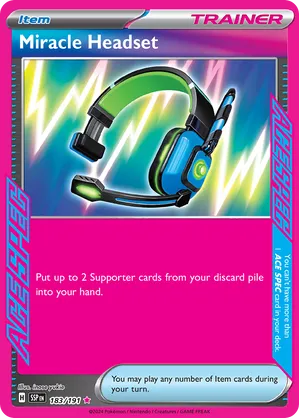 Item
TRAINER
Miracle Headset
ACE SPEC
ACE SPEC
You can't have more than
1 ACE SPEC card in your deck.
Put up to 2 Supporter cards from your discard pile
into your hand.
Illus. inose yukie
H SSP EN 183/191
You may play any number of Item cards during
your turn.
©2024 Pokémon / Nintendo / Creatures / GAME FREAK